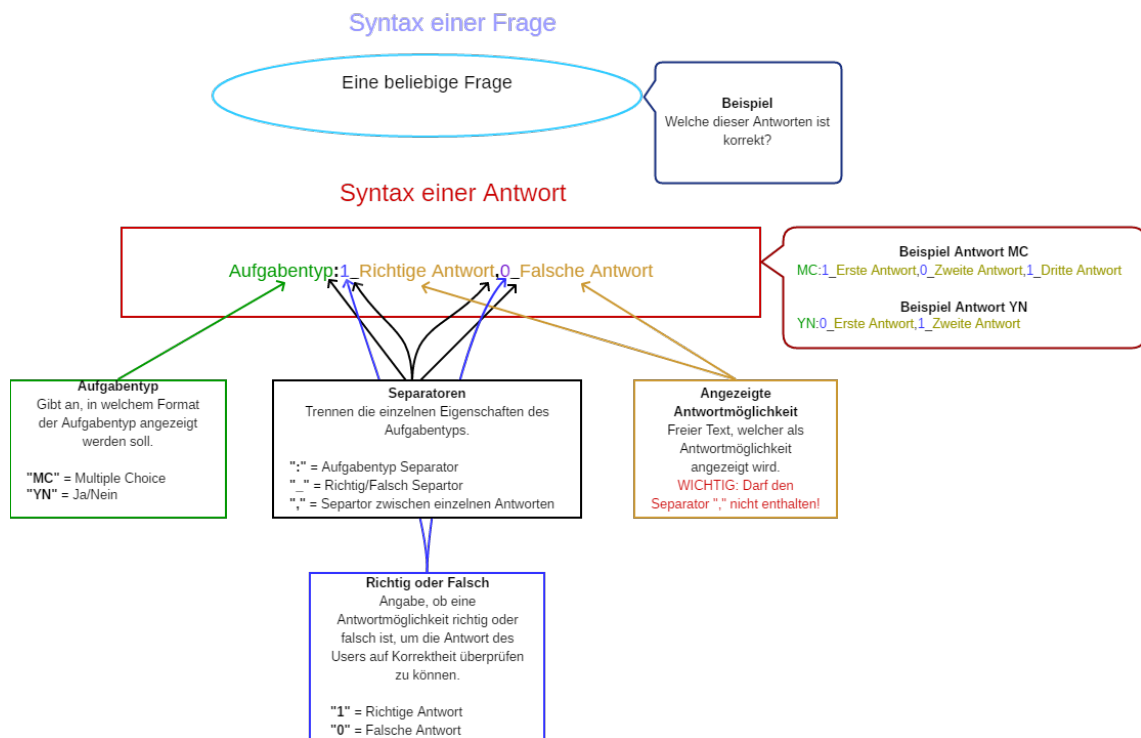 Syntax einer Frage
Eine beliebige Frage
Beispiel
Welche dieser Antworten ist
korrekt?
Syntax einer Antwort
Aufgabentyp:1_Richtige Antwort,0_Falsche Antwort
Beispiel Antwort MC
MC:1_Erste Antwort,0_Zweite Antwort,1_Dritte Antwort
Beispiel Antwort YN
YN:0_Erste Antwort,1_Zweite Antwort
Aufgabentyp
Gibt an, in welchem Format
der Aufgabentyp angezeigt
werden soll.
"MC" = Multiple Choice
"YN" = Ja/Nein
Separatoren
Trennen die einzelnen Eigenschaften des
Aufgabentyps.
":" = Aufgabentyp Separator
"_" = Richtig/Falsch Separtor
"," = Separtor zwischen einzelnen Antworten
Angezeigte
Antwortmöglichkeit
Freier Text, welcher als
Antwortmöglichkeit
angezeigt wird.
WICHTIG: Darf den
Separator "," nicht enthalten!
Richtig oder Falsch
Angabe, ob eine
Antwortmöglichkeit richtig oder
falsch ist, um die Antwort des
Users auf Korrektheit überprüfen
zu können.
"1" = Richtige Antwort
"0" = Falsche Antwort